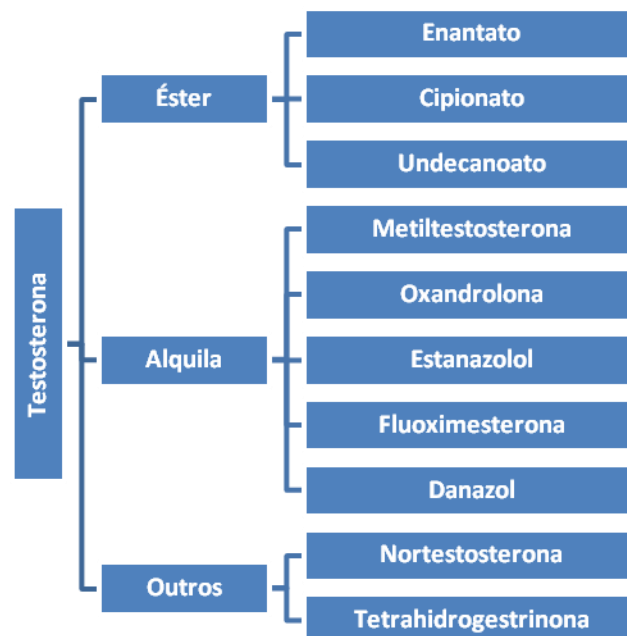 Testosterona
Éster
Enantato
Cipionato
Undecanoato
Alquila
Metiltestosterona
Oxandrolona
Estanazolol
Fluoximesterona
Danazol
Outros
Nortestosterona
Tetrahidrogestrinona